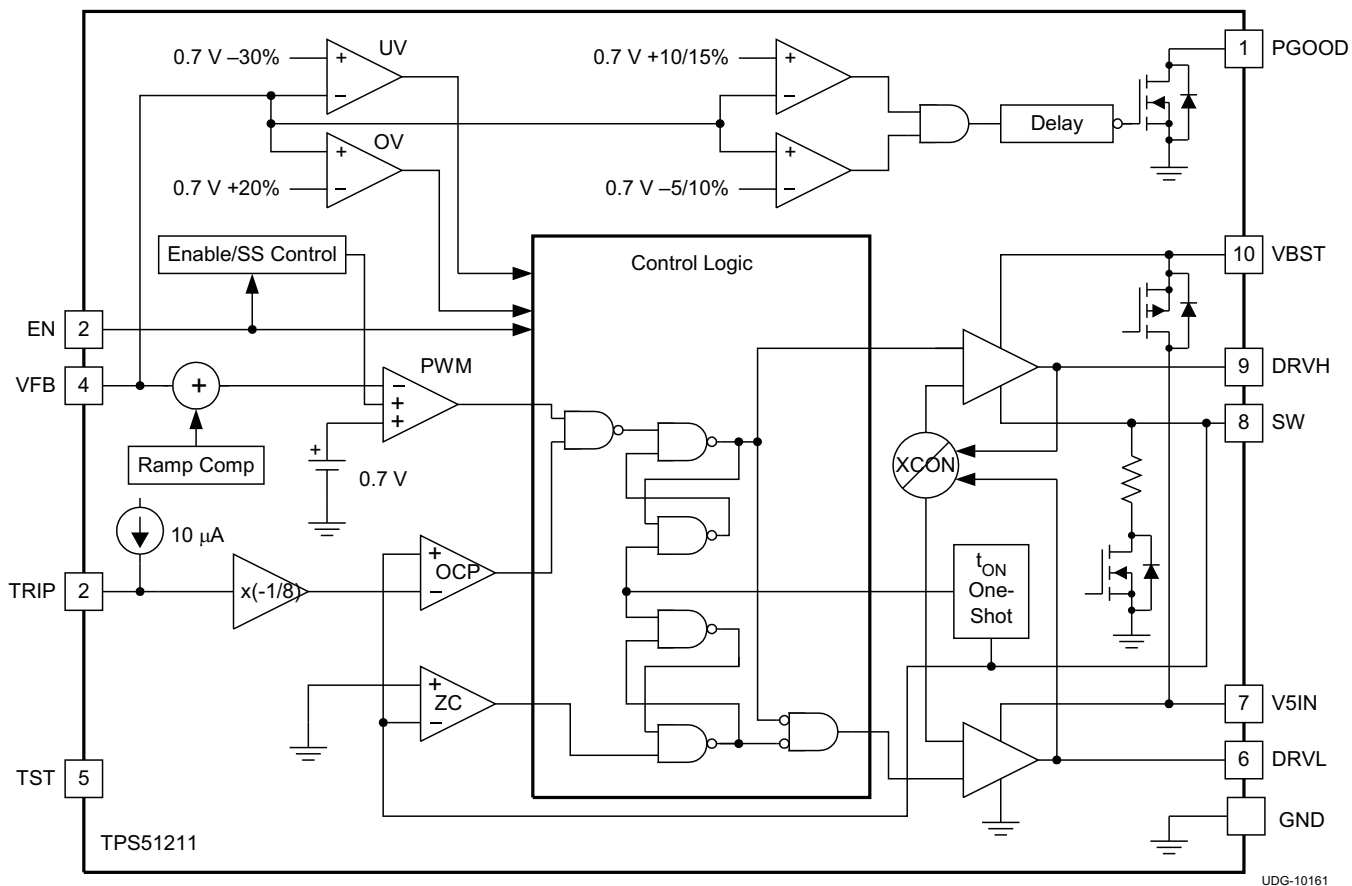 0.7 V –30%
+
–
UV
0.7 V +10/15%
+
–
1
PGOOD
Delay
+
–
OV
0.7 V +20%
+
–
0.7 V –5/10%
Enable/SS Control
Control Logic
10
VBST
EN
2
PWM
VFB
4
+
–
+
+
9
DRVH
8
SW
Ramp Comp
+
0.7 V
XCON
10 μA
TRIP
2
x(-1/8)
+
OCP
–
tON
One-
Shot
+
ZC
–
7
V5IN
6
DRVL
TST
5
GND
TPS51211
UDG-10161